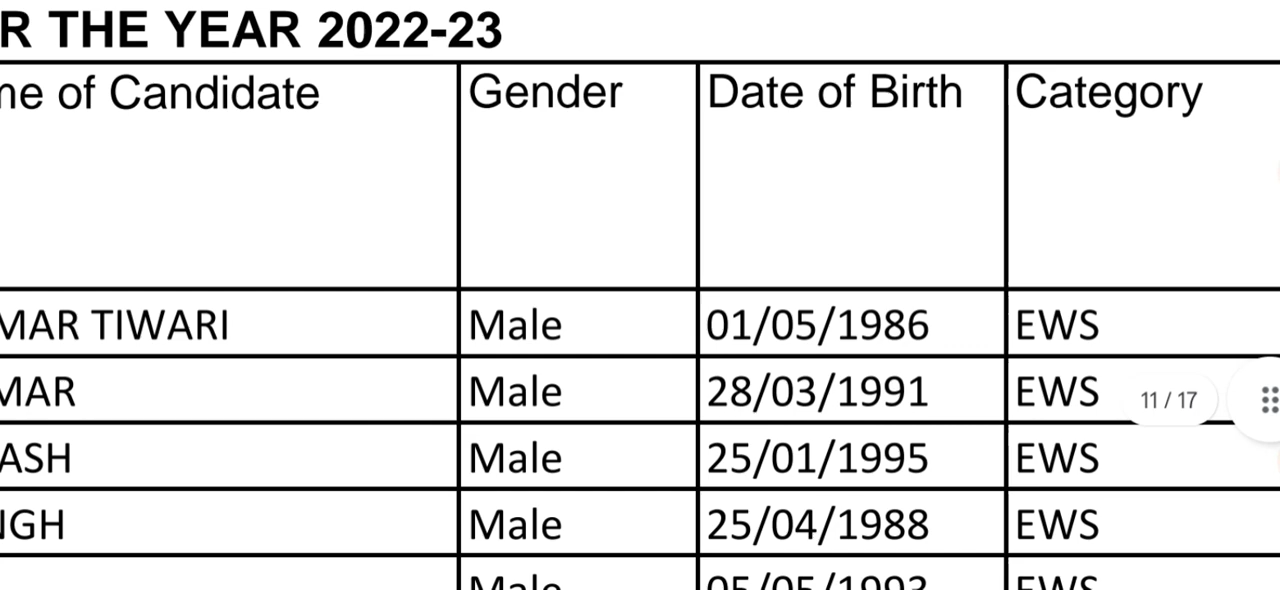 R THE YEAR 2022-23
me of Candidate Gender Date of Birth Category
MAR TIWARI Male 01/05/1986 EWS
MAR Male 28/03/1991 EWS
11 / 17
ASH Male 25/01/1995 EWS
NGH Male 25/04/1988 EWS
Male 05/05/1993 EWS